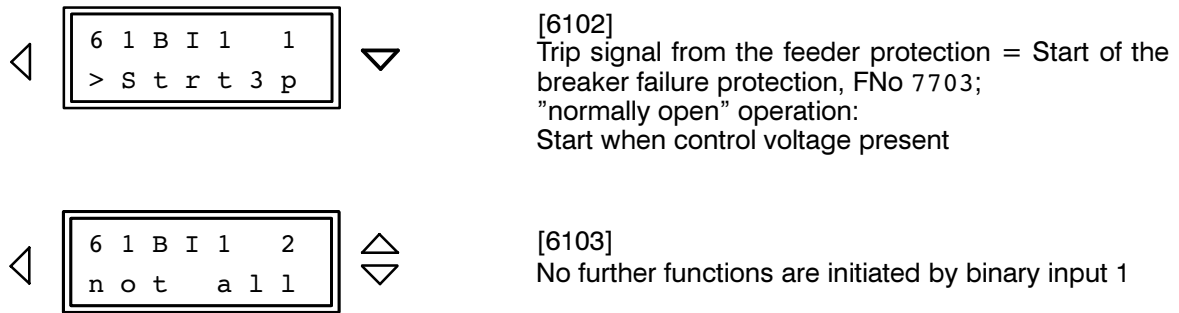 6 1 B I 1 1
> S t r t 3 p
[6102]
Trip signal from the feeder protection = Start of the
breaker failure protection, FNo 7703;
”normally open” operation:
Start when control voltage present
6 1 B I 1 2
n o t a l l
[6103]
No further functions are initiated by binary input 1